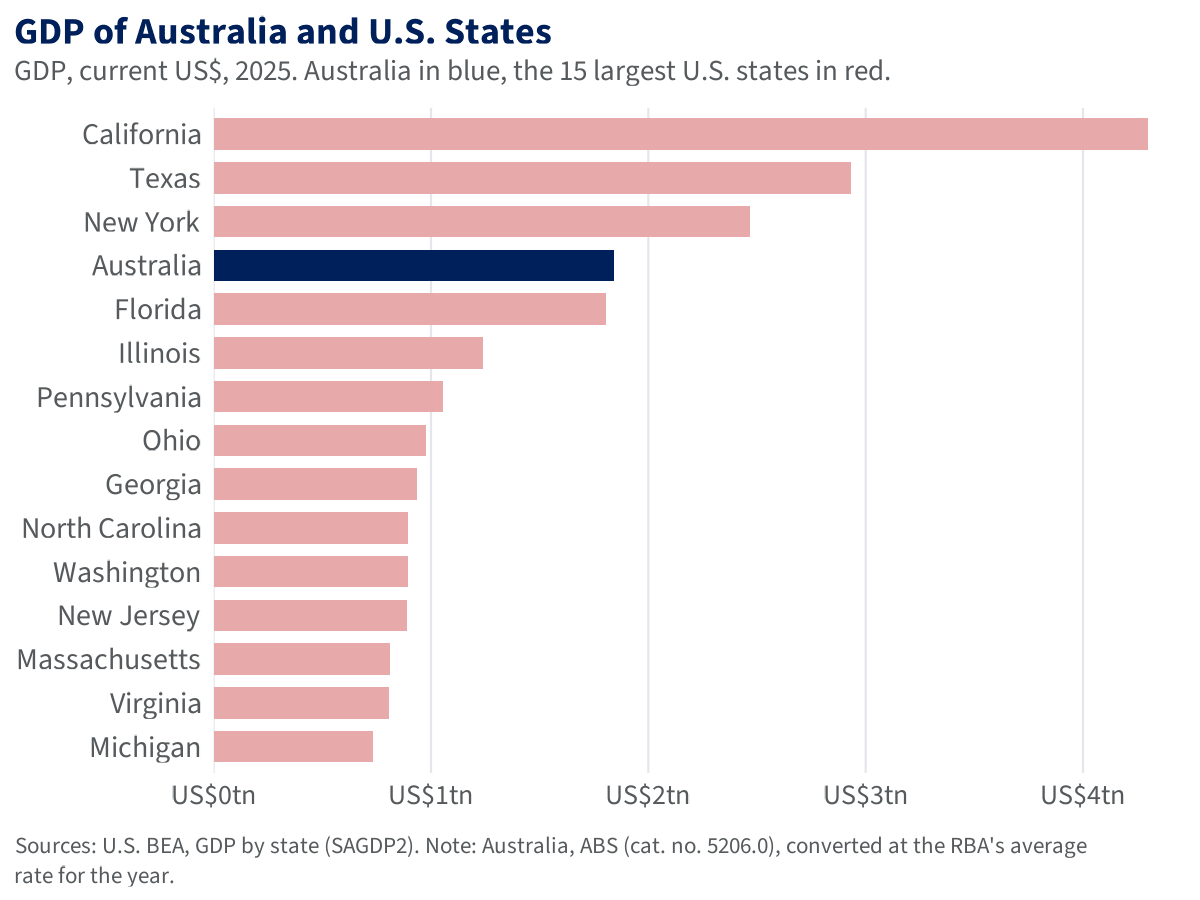 GDP of Australia and U.S. States
GDP, current US$, 2025. Australia in blue, the 15 largest U.S. states in red.
California
Texas
New York
Australia
Florida
Illinois
Pennsylvania
Ohio
Georgia
North Carolina
Washington
New Jersey
Massachusetts
Virginia
Michigan
US$0tn US$1tn US$2tn US$3tn US$4tn
Sources: U.S. BEA, GDP by state (SAGDP2). Note: Australia, ABS (cat. no. 5206.0), converted at the RBA's average
rate for the year.